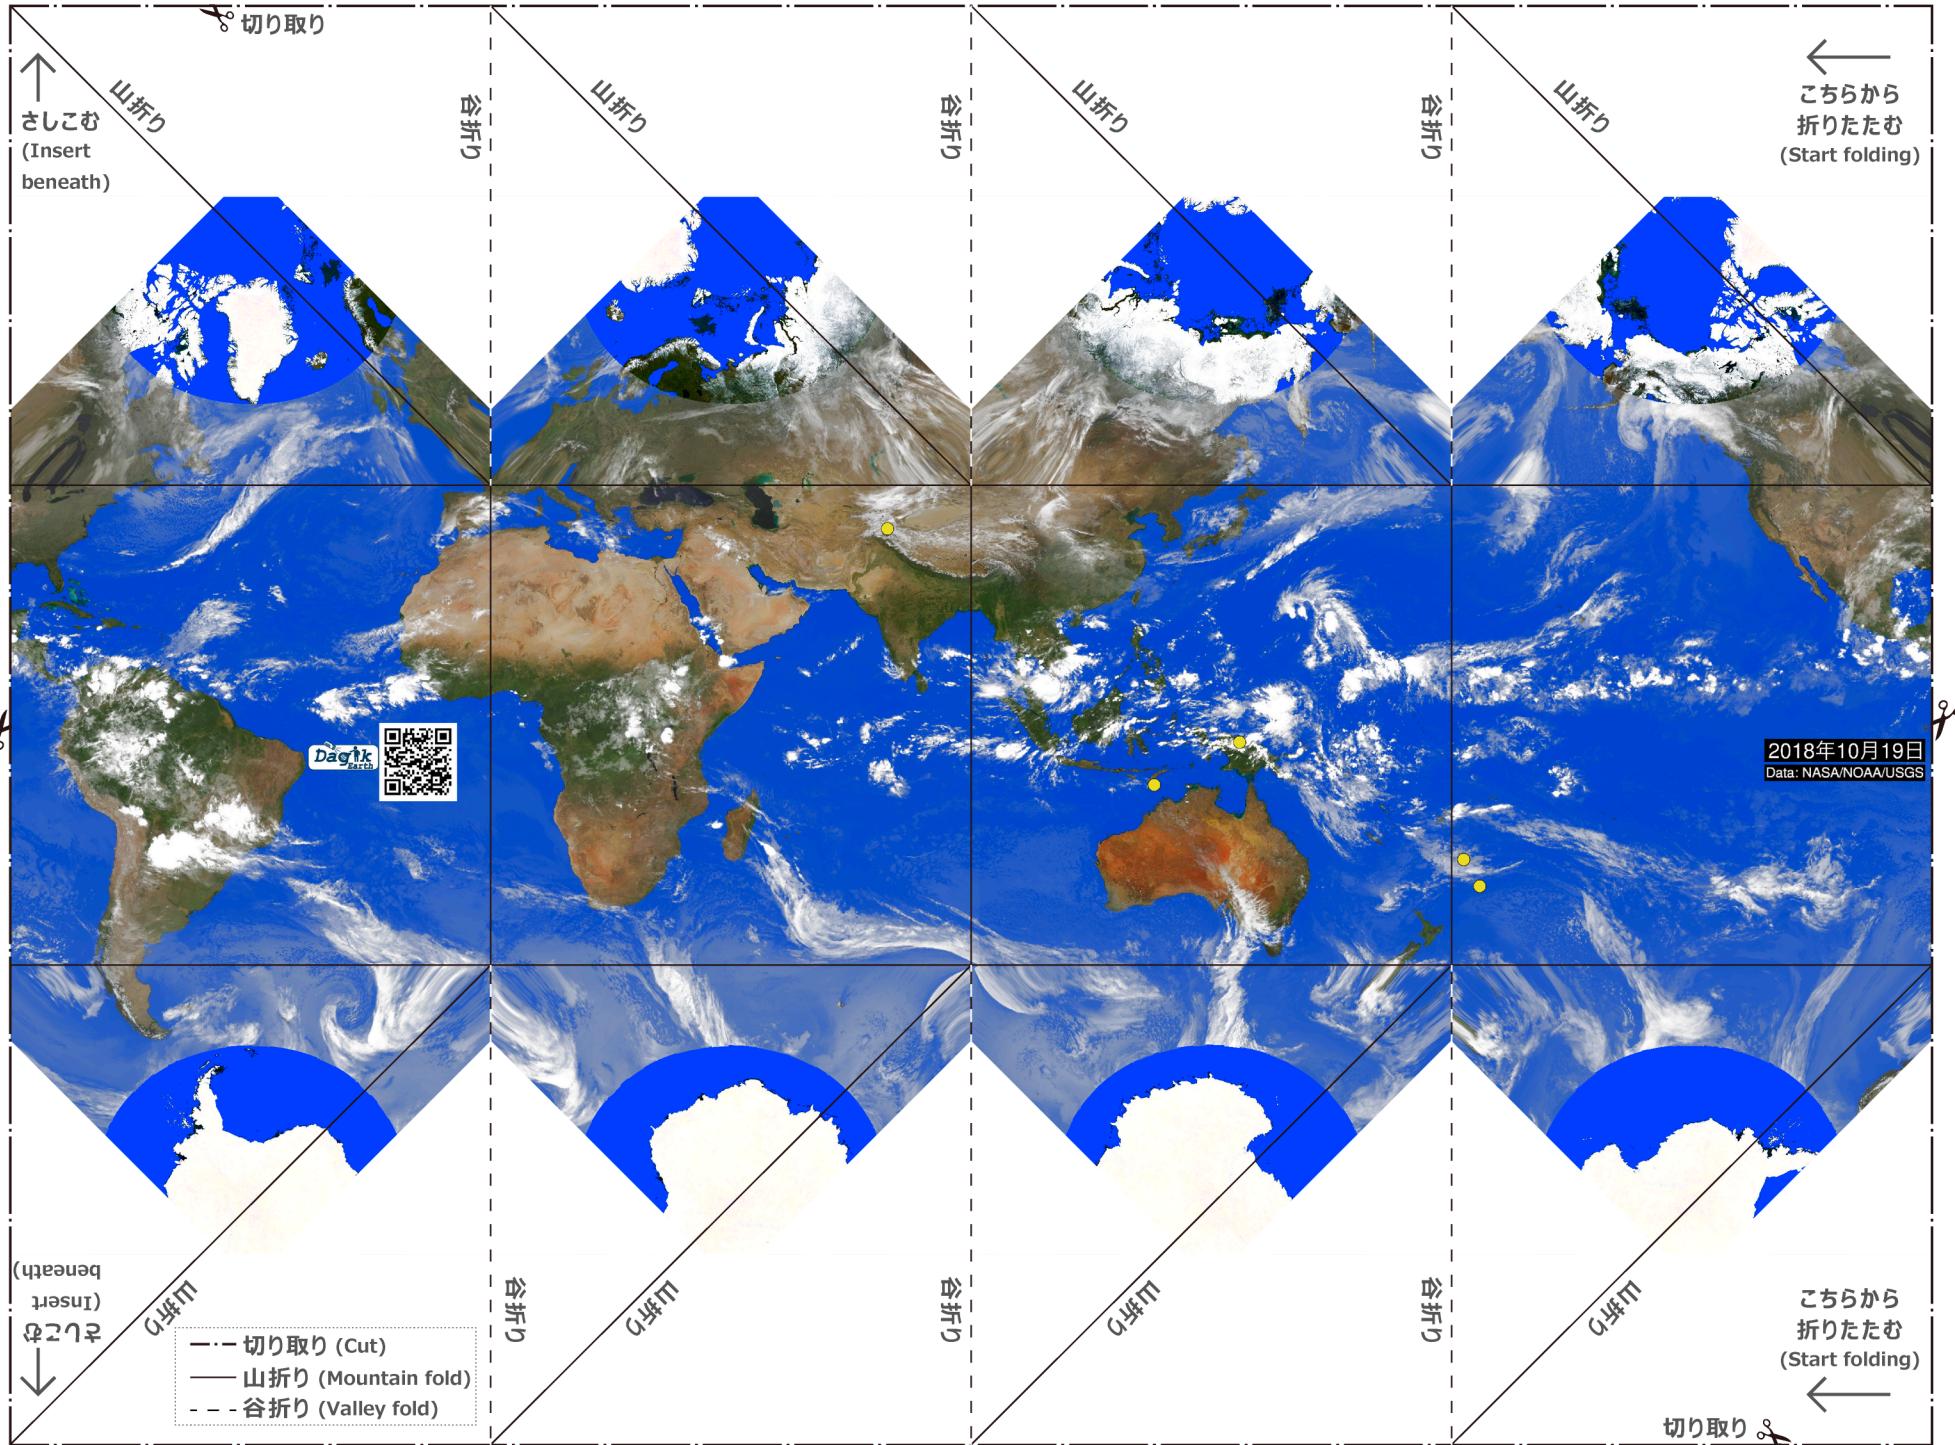 切り取り
さしこむ
(Insert
beneath)
山折り
谷折り
山折り
谷折り
山折り
谷折り
山折り
こちらから
折りたたむ
(Start folding)
Dagik
Earth
2018年10月19日
Data: NASA/NOAA/USGS
さしこむ
(Insert
beneath)
山折り
谷折り
山折り
谷折り
山折り
谷折り
山折り
こちらから
折りたたむ
(Start folding)
切り取り (Cut)
山折り (Mountain fold)
谷折り (Valley fold)
切り取り